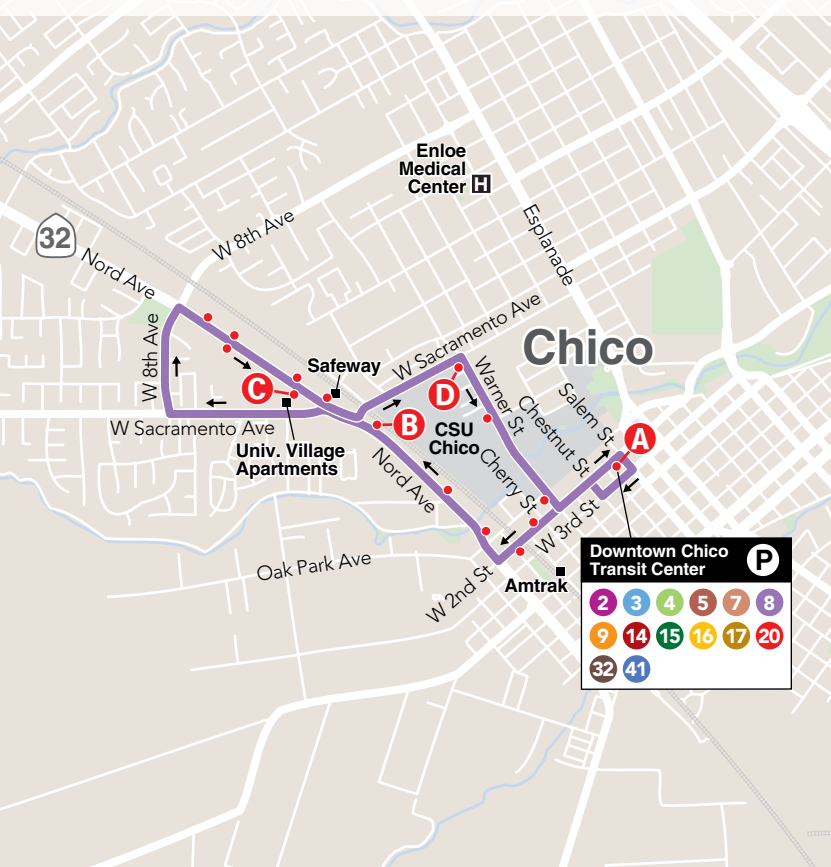 Enloe
Medical
Center H
Esplanade
W 8th Ave
32
Nord Ave
W 8th Ave
Safeway
W Sacramento Ave
Chico
C
D
Warner St
Salem St
Chestnut St
A
B
CSU
Chico
W Sacramento Ave
Univ. Village
Apartments
Nord Ave
Cherry St
W 3rd St
Oak Park Ave
W 2nd St
Amtrak
Downtown Chico
Transit Center P
2 3 4 5 7 8
9 14 15 16 17 20
32 41